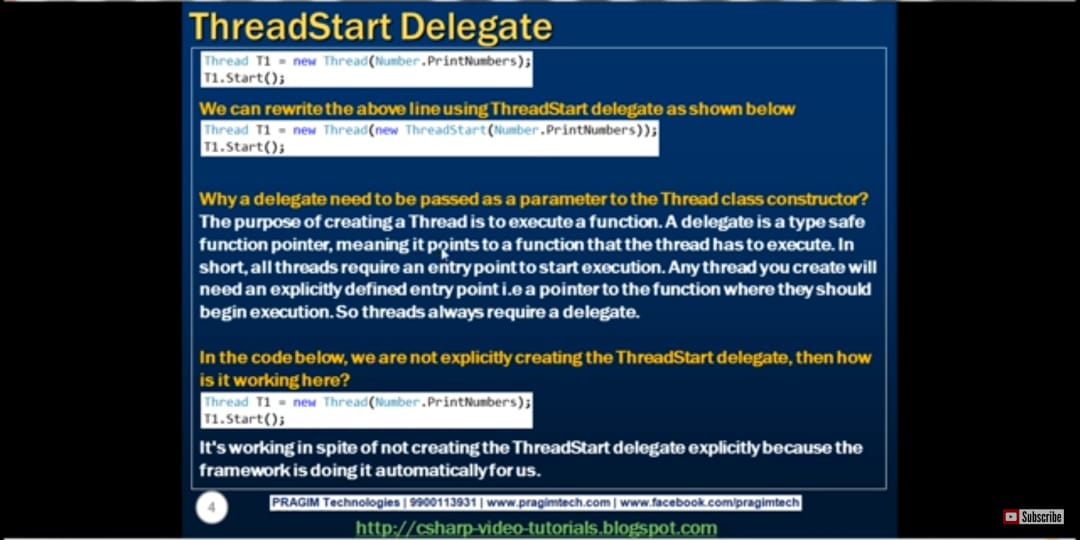 ThreadStart Delegate
Thread T1 = new Thread(Number.PrintNumbers);
T1.Start();
We can rewrite the above line using ThreadStart delegate as shown below
Thread T1 = new Thread(new ThreadStart(Number.PrintNumbers));
T1.Start();
Why a delegate need to be passed as a parameter to the Thread class constructor?
The purpose of creating a Thread is to execute a function. A delegate is a type safe
function pointer, meaning it points to a function that the thread has to execute. In
short, all threads require an entry point to start execution. Any thread you create will
need an explicitly defined entry point i.e a pointer to the function where they should
begin execution. So threads always require a delegate.
In the code below, we are not explicitly creating the ThreadStart delegate, then how
is it working here?
Thread T1 = new Thread(Number.PrintNumbers);
T1.Start();
It's working in spite of not creating the ThreadStart delegate explicitly because the
framework is doing it automatically for us.
4
PRAGIM Technologies | 9900113931 | www.pragimtech.com | www.facebook.com/pragimtech
http://csharp-video-tutorials.blogspot.com
Subscribe